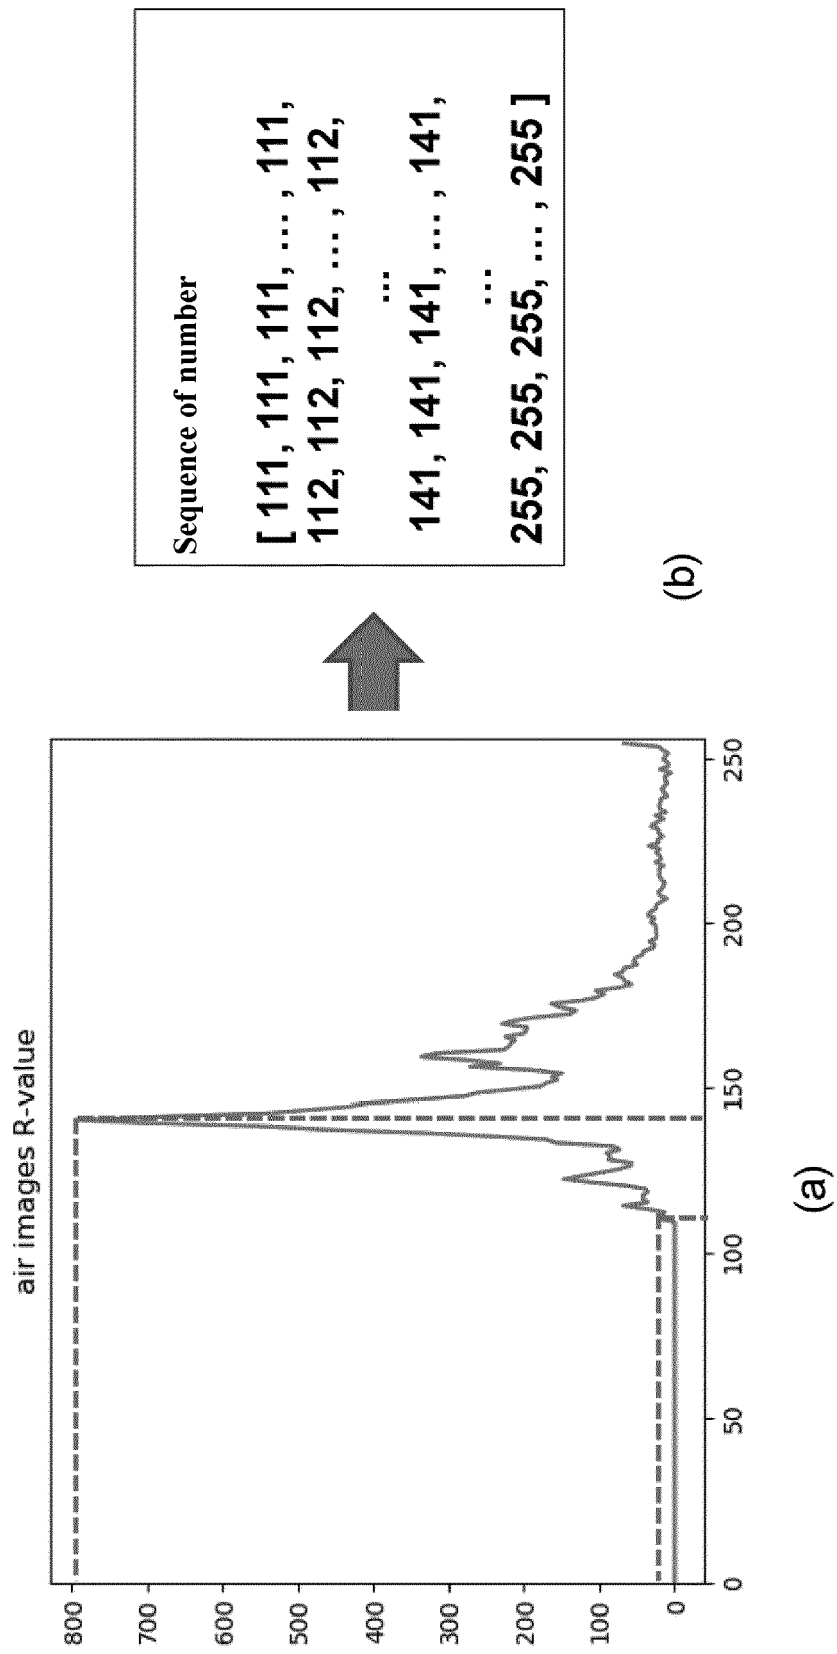 air images R-value
800
700
600
500
400
300
200
100
0
0 50 100 150 200 250
(a)
Sequence of number
[ 111, 111, 111, ... , 111,
112, 112, 112, ... , 112,
...
141, 141, 141, ... , 141,
...
255, 255, 255, ... , 255 ]
(b)